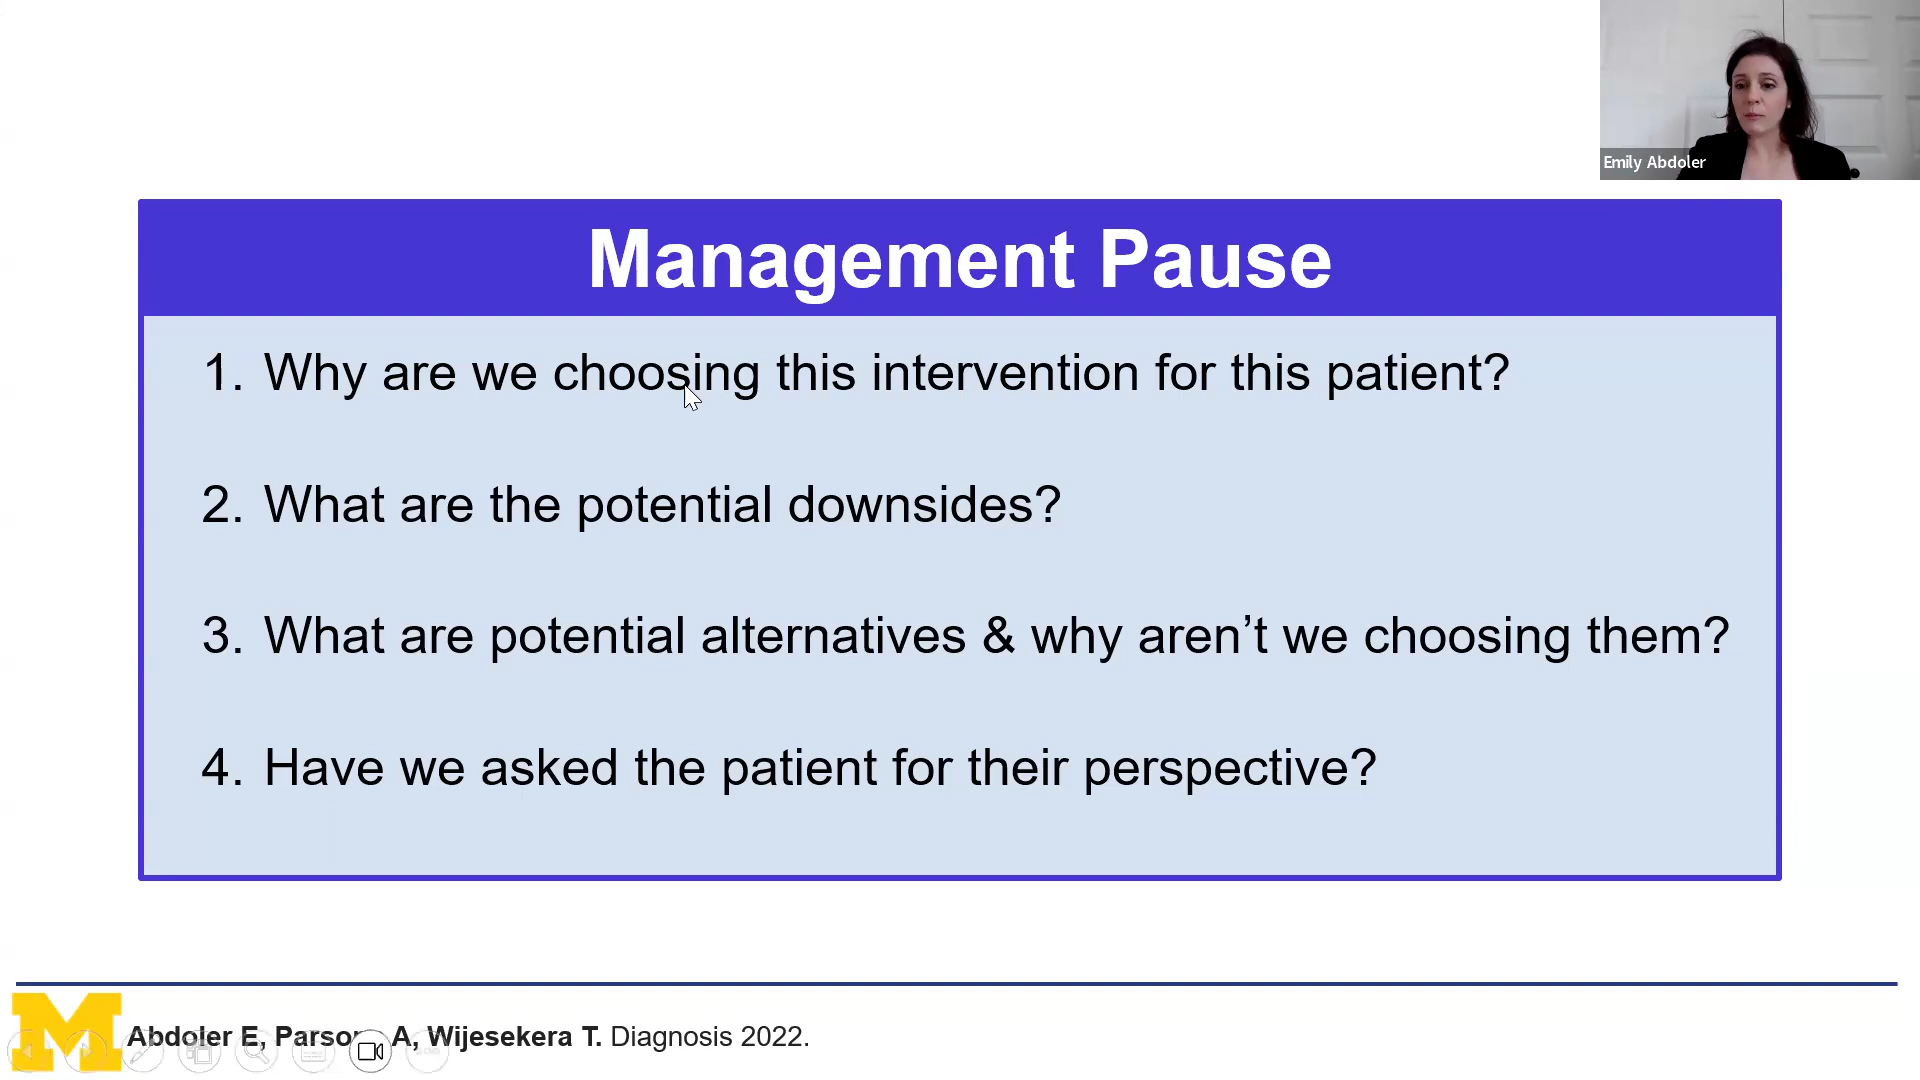 Emily Abdoler
Management Pause
1. Why are we choosing this intervention for this patient?
2. What are the potential downsides?
3. What are potential alternatives & why aren’t we choosing them?
4. Have we asked the patient for their perspective?
M
Abdoler E, Parsons A, Wijesekera T. Diagnosis 2022.